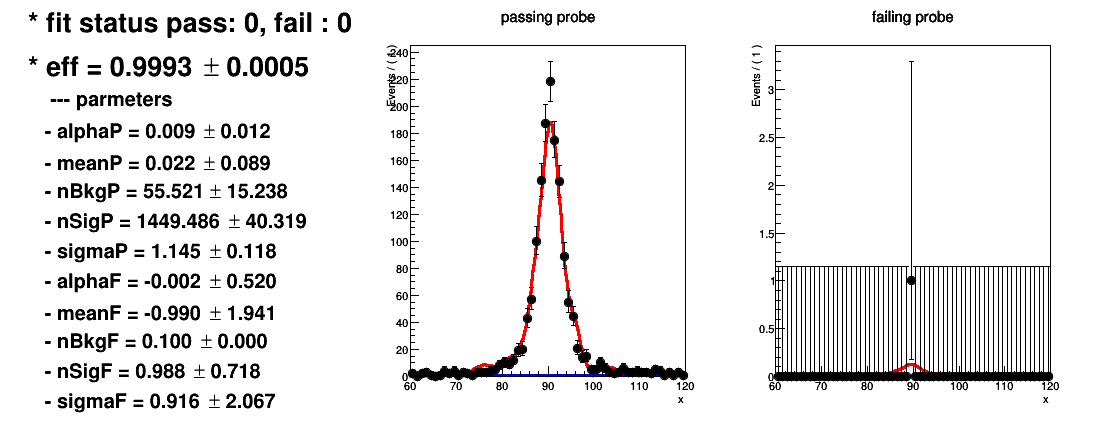 * fit status pass: 0, fail : 0
* eff = 0.9993 ± 0.0005
--- parmeters
- alphaP = 0.009 ± 0.012
- meanP = 0.022 ± 0.089
- nBkgP = 55.521 ± 15.238
- nSigP = 1449.486 ± 40.319
- sigmaP = 1.145 ± 0.118
- alphaF = -0.002 ± 0.520
- meanF = -0.990 ± 1.941
- nBkgF = 0.100 ± 0.000
- nSigF = 0.988 ± 0.718
- sigmaF = 0.916 ± 2.067
passing probe
Events / ( 1 )
240
220
200
180
160
140
120
100
80
60
40
20
0
60 70 80 90 100 110 120
x
failing probe
Events / ( 1 )
3
2.5
2
1.5
1
0.5
0
60 70 80 90 100 110 120
x